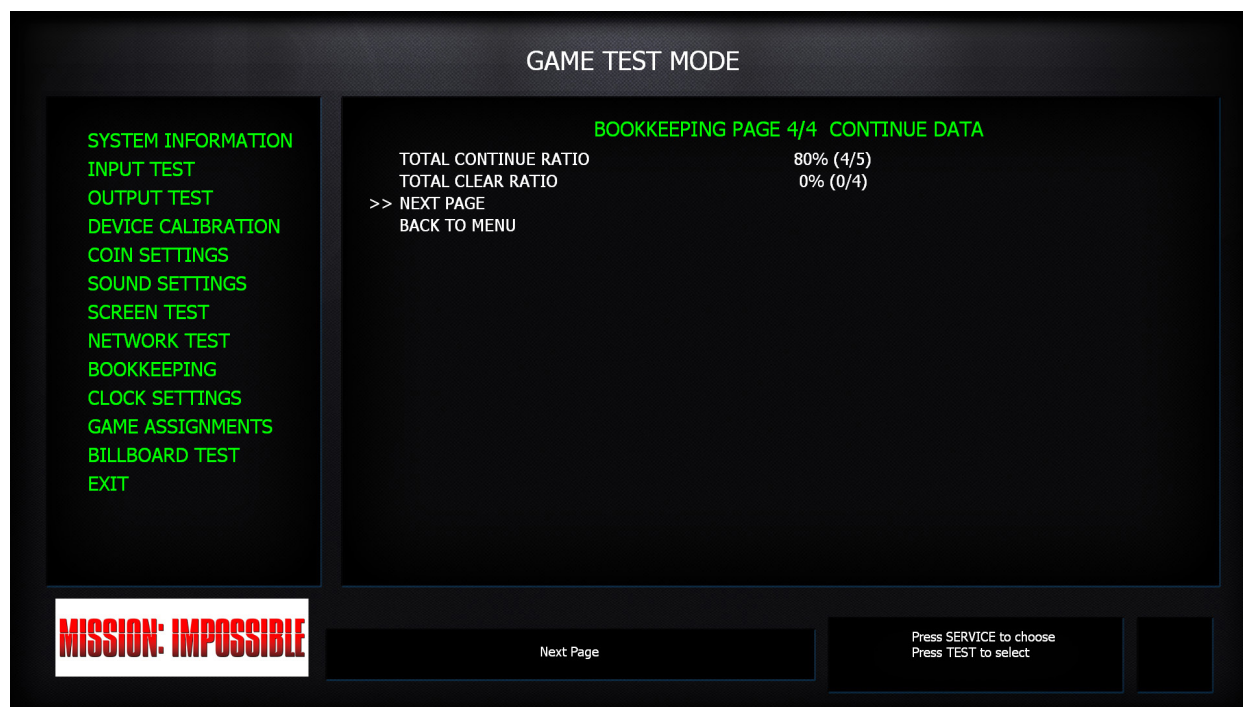 GAME TEST MODE
SYSTEM INFORMATION
INPUT TEST
OUTPUT TEST
DEVICE CALIBRATION
COIN SETTINGS
SOUND SETTINGS
SCREEN TEST
NETWORK TEST
BOOKKEEPING
CLOCK SETTINGS
GAME ASSIGNMENTS
BILLBOARD TEST
EXIT
BOOKKEEPING PAGE 4/4 CONTINUE DATA
TOTAL CONTINUE RATIO 80% (4/5)
TOTAL CLEAR RATIO 0% (0/4)
>> NEXT PAGE
BACK TO MENU
MISSION: IMPOSSIBLE
Next Page
Press SERVICE to choose
Press TEST to select